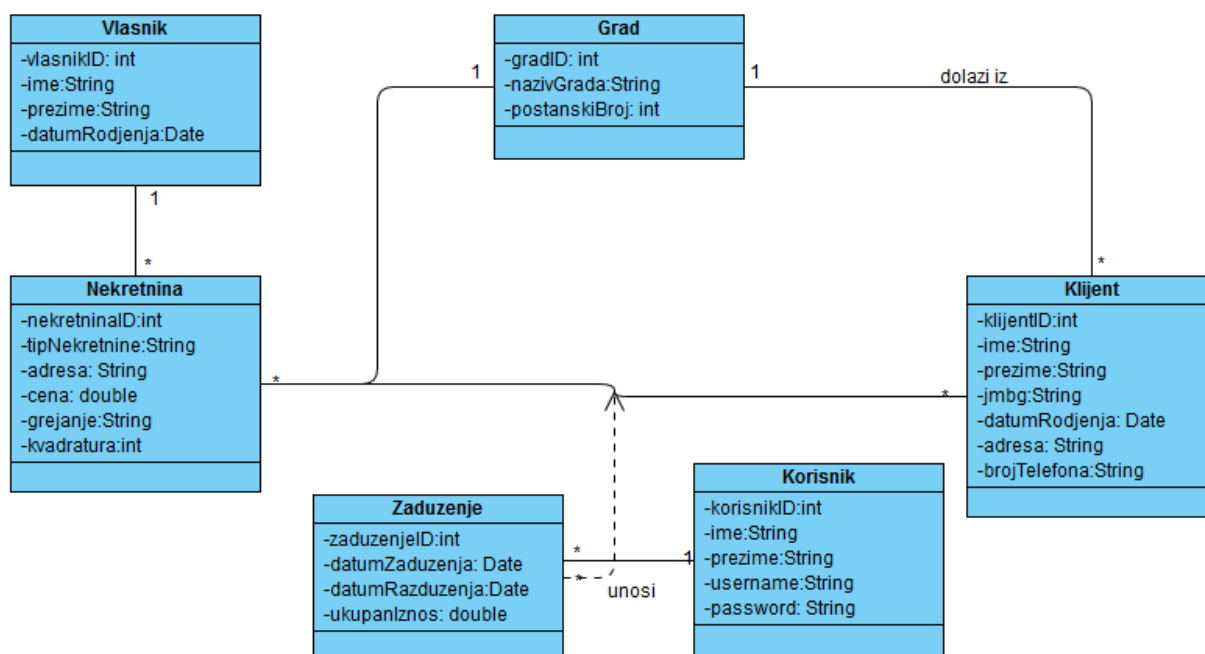 Vlasnik
-vlasnikID: int
-ime:String
-prezime:String
-datumRodjenja:Date
1
*
Grad
-gradID: int
-nazivGrada:String
-postanskiBroj: int
1
1
dolazi iz
*
Nekretnina
-nekretninaID:int
-tipNekretnine:String
-adresa: String
-cena: double
-grejanje:String
-kvadratura:int
*
*
Klijent
-klijentID:int
-ime:String
-prezime:String
-jmbg:String
-datumRodjenja: Date
-adresa: String
-brojTelefona:String
Zaduzenje
-zaduzenjeID:int
-datumZaduzenja: Date
-datumRazduzenja:Date
-ukupanIznos: double
*
*
1
unosi
Korisnik
-korisnikID:int
-ime:String
-prezime:String
-username:String
-password: String